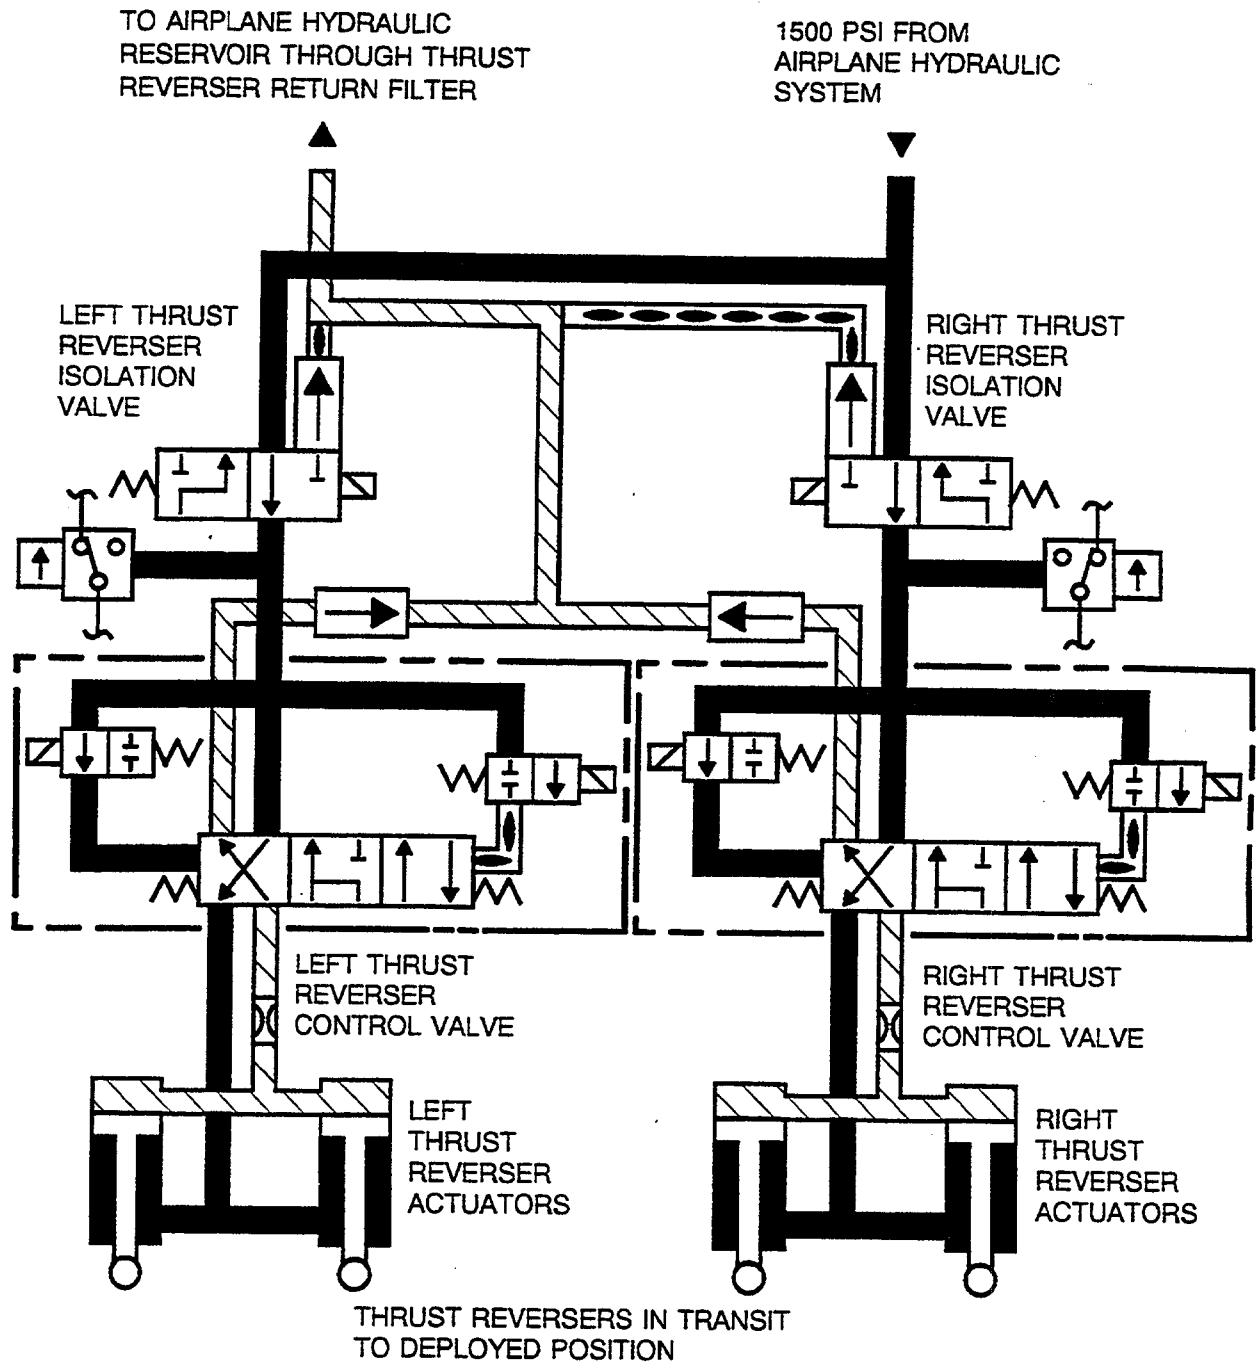 TO AIRPLANE HYDRAULIC
RESERVOIR THROUGH THRUST
REVERSER RETURN FILTER
1500 PSI FROM
AIRPLANE HYDRAULIC
SYSTEM
LEFT THRUST
REVERSER
ISOLATION
VALVE
RIGHT THRUST
REVERSER
ISOLATION
VALVE
LEFT THRUST
REVERSER
CONTROL VALVE
RIGHT THRUST
REVERSER
CONTROL VALVE
LEFT
THRUST
REVERSER
ACTUATORS
RIGHT
THRUST
REVERSER
ACTUATORS
THRUST REVERSERS IN TRANSIT
TO DEPLOYED POSITION